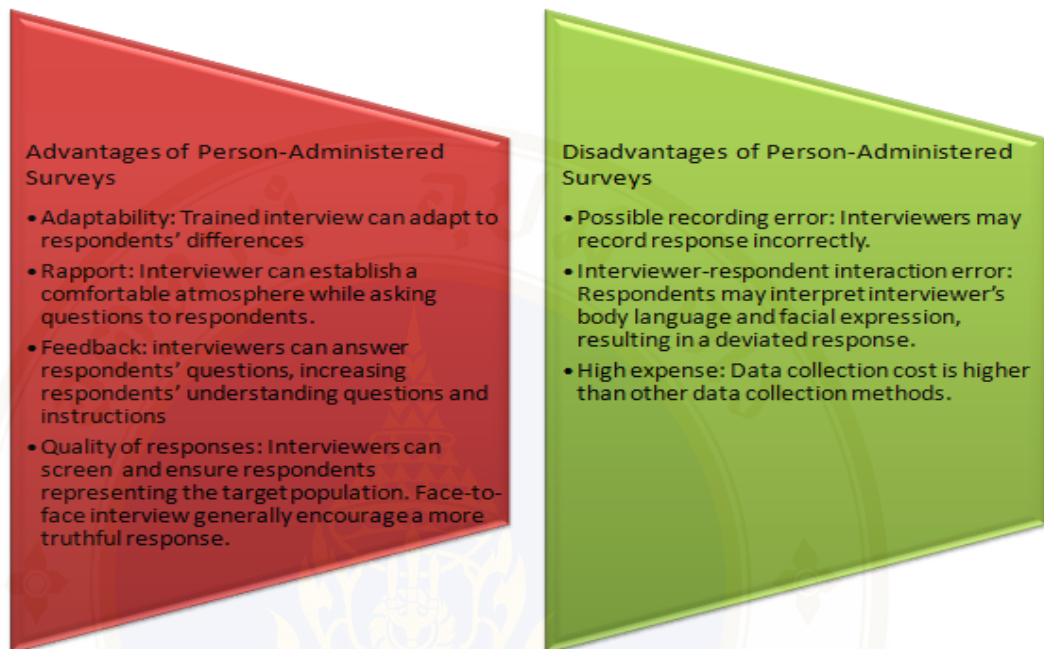 Advantages of Person-Administered
Surveys
• Adaptability: Trained interview can adapt to
respondents' differences
• Rapport: Interviewer can establish a
comfortable atmosphere while asking
questions to respondents.
• Feedback: interviewers can answer
respondents' questions, increasing
respondents' understanding questions and
instructions
• Quality of responses: Interviewers can
screen and ensure respondents
representing the target population. Face-to-
face interview generally encourage a more
truthful response.
Disadvantages of Person-Administered
Surveys
• Possible recording error: Interviewers may
record response incorrectly.
• Interviewer-respondent interaction error:
Respondents may interpret interviewer's
body language and facial expression,
resulting in a deviated response.
• High expense: Data collection cost is higher
than other data collection methods.